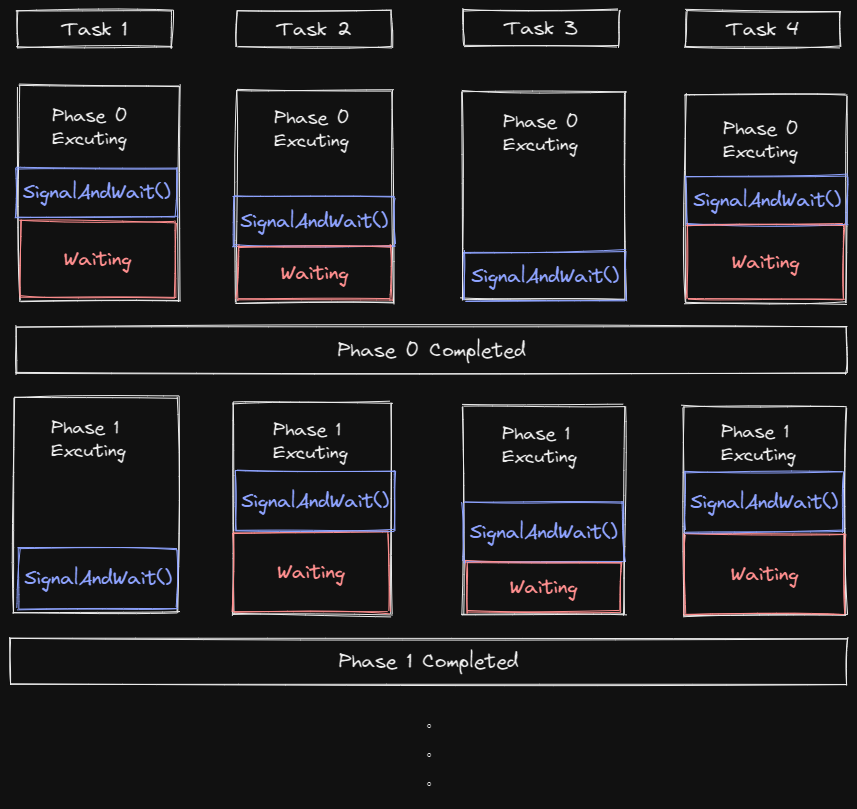 Task 1
Task 2
Task 3
Task 4
Phase 0
Excuting
SignalAndWait()
Waiting
Phase 0
Excuting
SignalAndWait()
Waiting
Phase 0
Excuting
SignalAndWait()
Phase 0
Excuting
SignalAndWait()
Waiting
Phase 0 Completed
Phase 1
Excuting
SignalAndWait()
Phase 1
Excuting
SignalAndWait()
Waiting
Phase 1
Excuting
SignalAndWait()
Waiting
Phase 1
Excuting
SignalAndWait()
Waiting
Phase 1 Completed